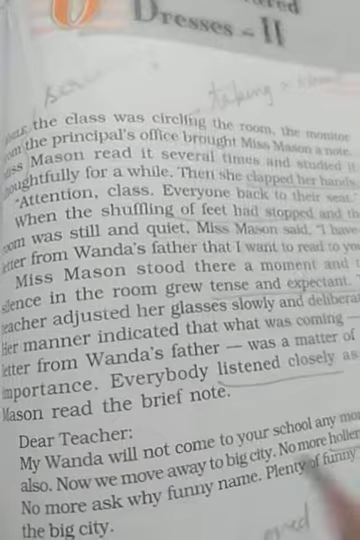 Dresses – II
the class was circling the room, the monitor
the principal's office brought Miss Mason a note.
Mason read it several times and studied it
thoughtfully for a while. Then she clapped her hands.
"Attention, class. Everyone back to their seat."
When the shuffling of feet had stopped and the
room was still and quiet, Miss Mason said, "I have
letter from Wanda's father that I want to read to you
Miss Mason stood there a moment and t
silence in the room grew tense and expectant.
teacher adjusted her glasses slowly and delibera
Her manner indicated that what was coming —
letter from Wanda's father — was a matter of
importance. Everybody listened closely as
Mason read the brief note.
Dear Teacher:
My Wanda will not come to your school any mor
also. Now we move away to big city. No more holler
No more ask why funny name. Plenty of funny
the big city.